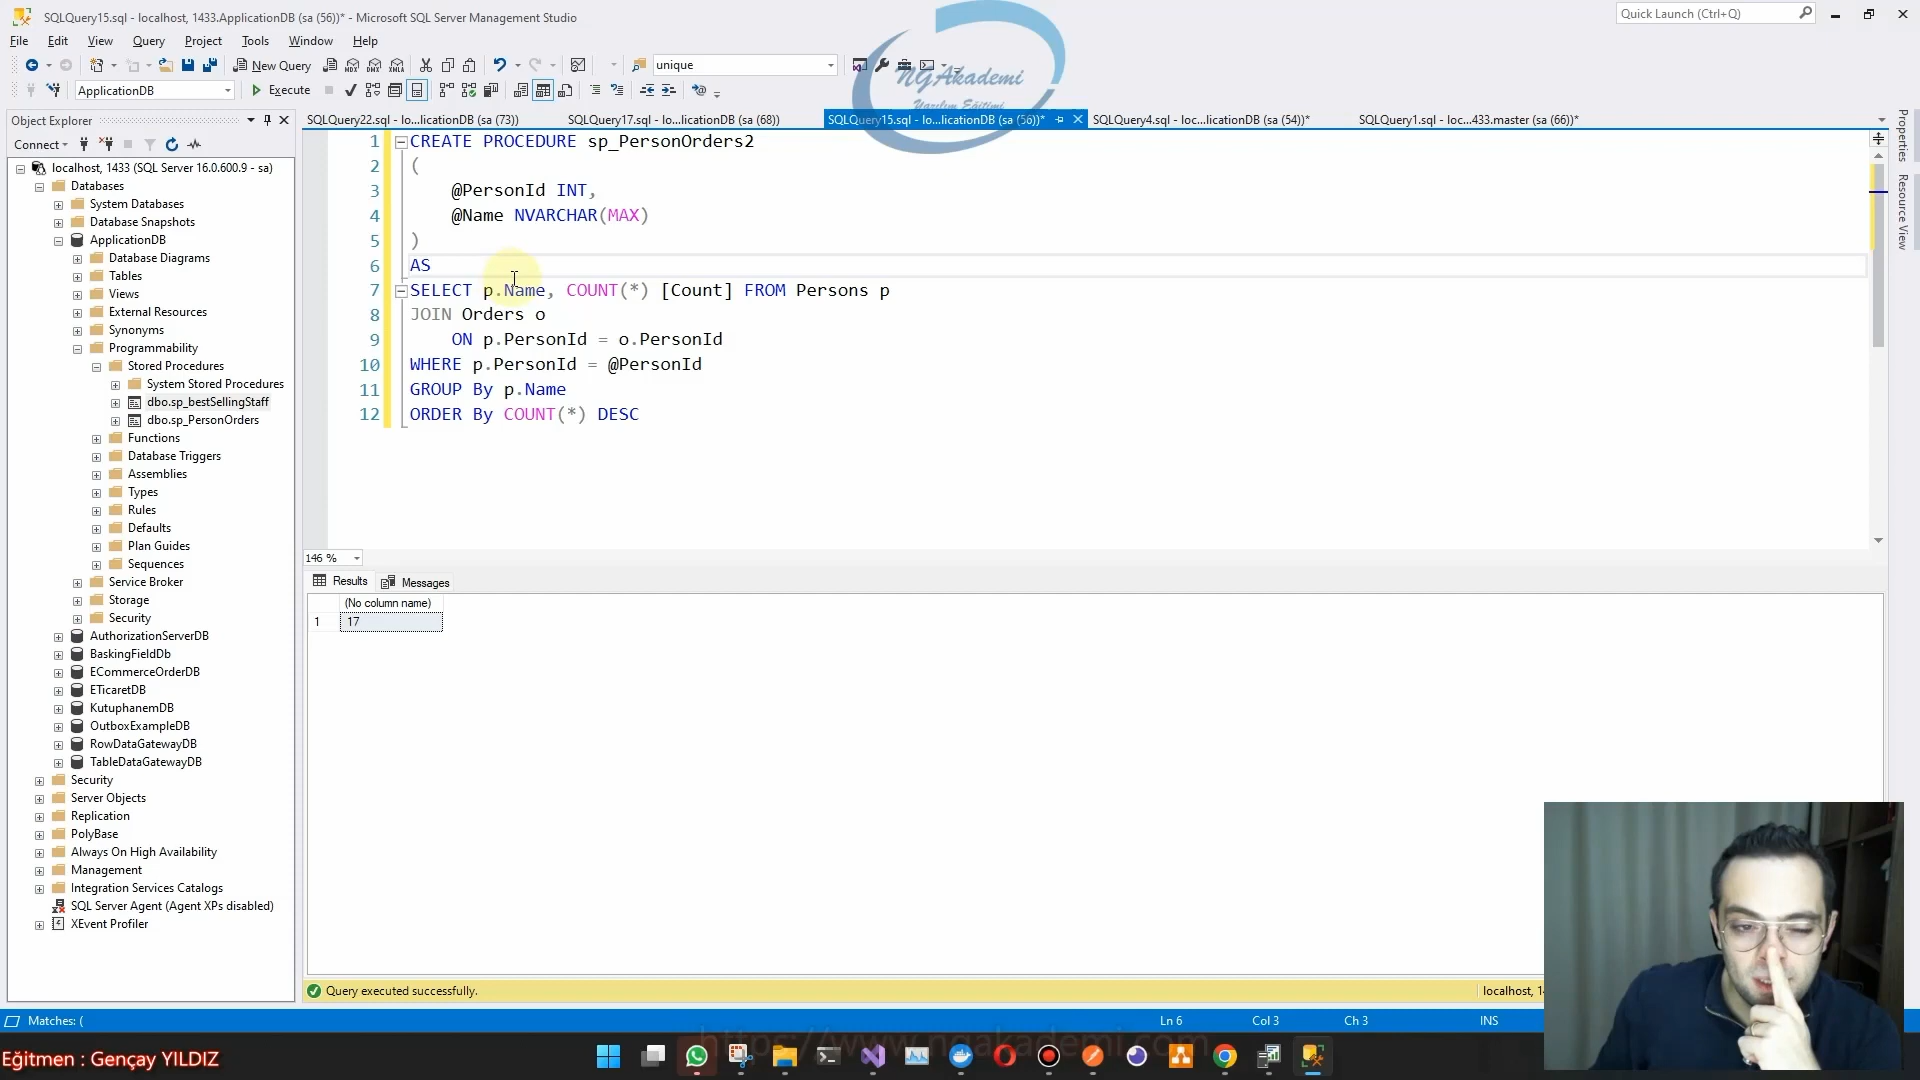 SQLQuery15.sql - localhost, 1433.ApplicationDB (sa (56))* - Microsoft SQL Server Management Studio
Quick Launch (Ctrl+Q)
File Edit View Query Project Tools Window Help
New Query
unique
ApplicationDB
Execute
NGAkademi
Yazılım Eğitimi
Object Explorer
SQLQuery22.sql - lo...licationDB (sa (73))
SQLQuery17.sql - lo...licationDB (sa (68))
SQLQuery15.sql - lo...licationDB (sa (56))*
SQLQuery4.sql - loc...licationDB (sa (54))*
SQLQuery1.sql - loc...433.master (sa (66))*
Connect
localhost, 1433 (SQL Server 16.0.600.9 - sa)
Databases
System Databases
Database Snapshots
ApplicationDB
Database Diagrams
Tables
Views
External Resources
Synonyms
Programmability
Stored Procedures
System Stored Procedures
dbo.sp_bestSellingStaff
dbo.sp_PersonOrders
Functions
Database Triggers
Assemblies
Types
Rules
Defaults
Plan Guides
Sequences
Service Broker
Storage
Security
AuthorizationServerDB
BaskingFieldDb
ECommerceOrderDB
ETicaretDB
KutuphanemDB
OutboxExampleDB
RowDataGatewayDB
TableDataGatewayDB
Security
Server Objects
Replication
PolyBase
Always On High Availability
Management
Integration Services Catalogs
SQL Server Agent (Agent XPs disabled)
XEvent Profiler
1 CREATE PROCEDURE sp_PersonOrders2
2 (
3 @PersonId INT,
4 @Name NVARCHAR(MAX)
5 )
6 AS
7 SELECT p.Name, COUNT(*) [Count] FROM Persons p
8 JOIN Orders o
9 ON p.PersonId = o.PersonId
10 WHERE p.PersonId = @PersonId
11 GROUP By p.Name
12 ORDER By COUNT(*) DESC
Properties
Resource View
146 %
Results Messages
(No column name)
1 17
Query executed successfully.
localhost, 1
Matches: (
Ln 6 Col 3 Ch 3 INS
https://www.ngakademi.com
Eğitmen : Gençay YILDIZ